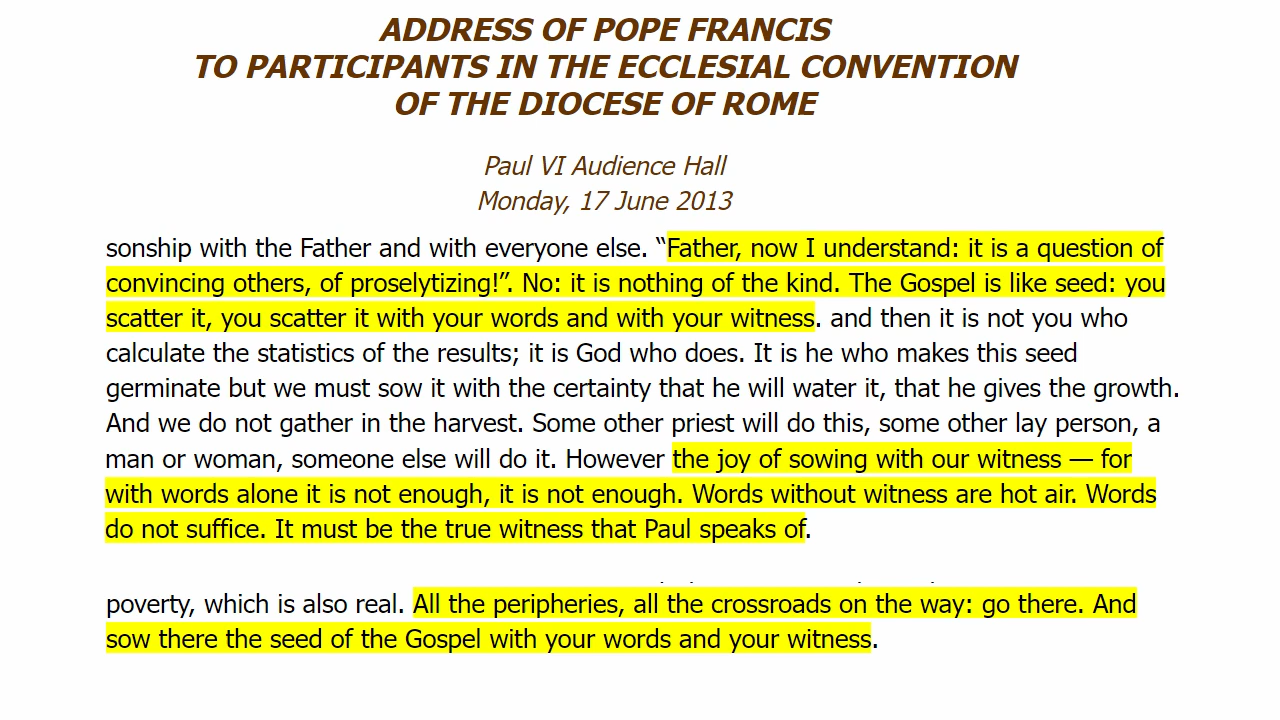 ADDRESS OF POPE FRANCIS
TO PARTICIPANTS IN THE ECCLESIAL CONVENTION
OF THE DIOCESE OF ROME
Paul VI Audience Hall
Monday, 17 June 2013
sonship with the Father and with everyone else. “Father, now I understand: it is a question of
convincing others, of proselytizing!”. No: it is nothing of the kind. The Gospel is like seed: you
scatter it, you scatter it with your words and with your witness. and then it is not you who
calculate the statistics of the results; it is God who does. It is he who makes this seed
germinate but we must sow it with the certainty that he will water it, that he gives the growth.
And we do not gather in the harvest. Some other priest will do this, some other lay person, a
man or woman, someone else will do it. However the joy of sowing with our witness — for
with words alone it is not enough, it is not enough. Words without witness are hot air. Words
do not suffice. It must be the true witness that Paul speaks of.
poverty, which is also real. All the peripheries, all the crossroads on the way: go there. And
sow there the seed of the Gospel with your words and your witness.